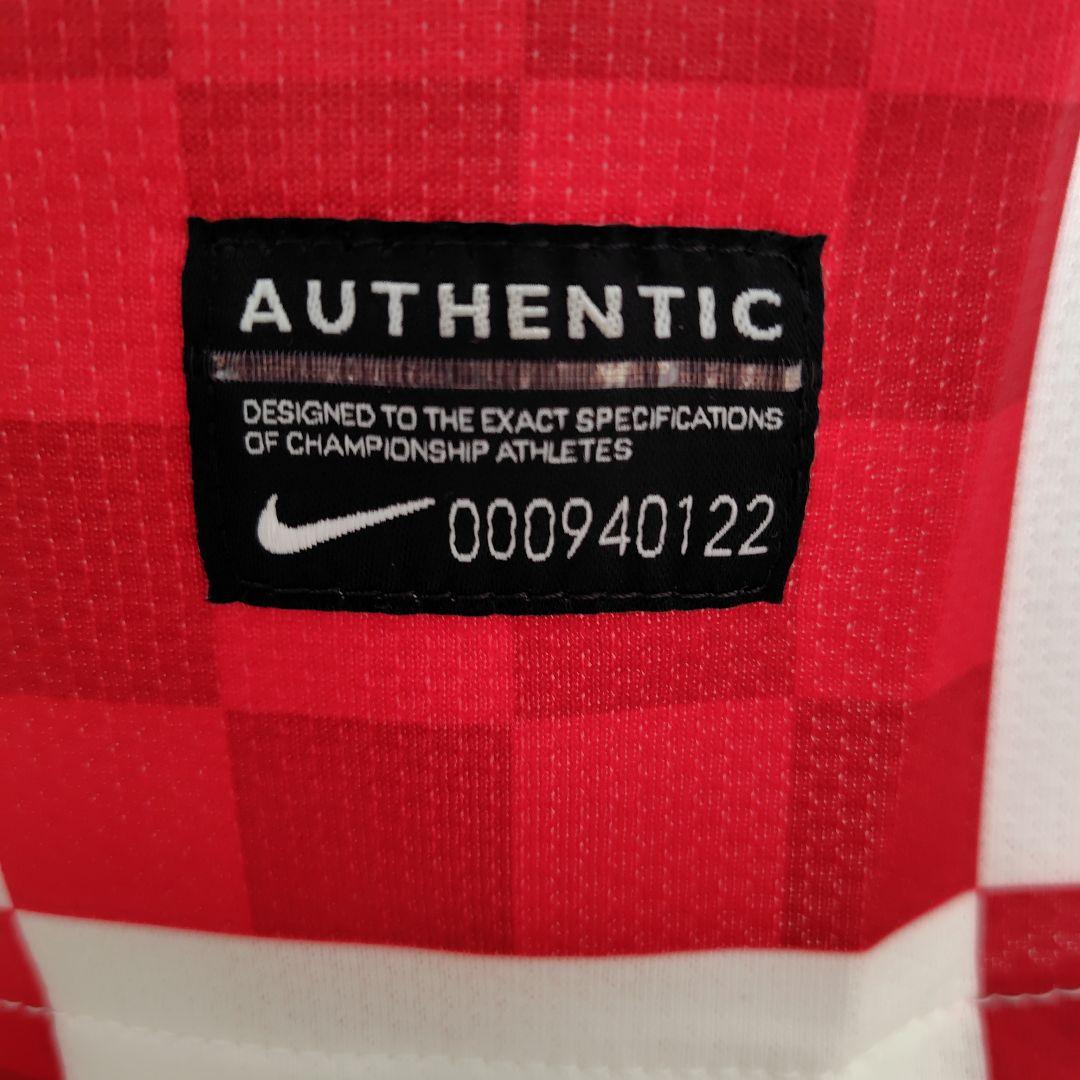 AUTHENTIC
DESIGNED TO THE EXACT SPECIFICATIONS
OF CHAMPIONSHIP ATHLETES
000940122